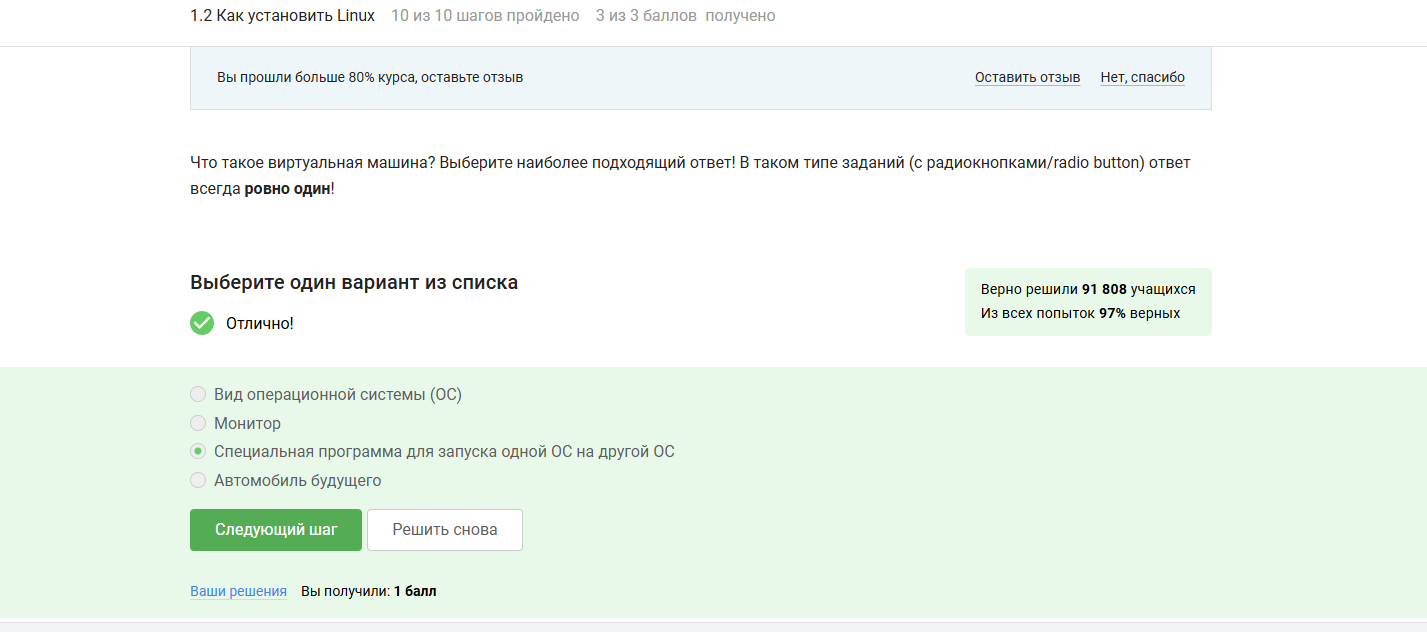 1.2 Как установить Linux 10 из 10 шагов пройдено 3 из 3 баллов получено
Вы прошли больше 80% курса, оставьте отзыв Оставить отзыв Нет, спасибо
Что такое виртуальная машина? Выберите наиболее подходящий ответ! В таком типе заданий (с радиокнопками/radio button) ответ
всегда ровно один!
Выберите один вариант из списка
Отлично!
Верно решили 91 808 учащихся
Из всех попыток 97% верных
Вид операционной системы (ОС)
Монитор
Специальная программа для запуска одной ОС на другой ОС
Автомобиль будущего
Следующий шаг Решить снова
Ваши решения Вы получили: 1 балл